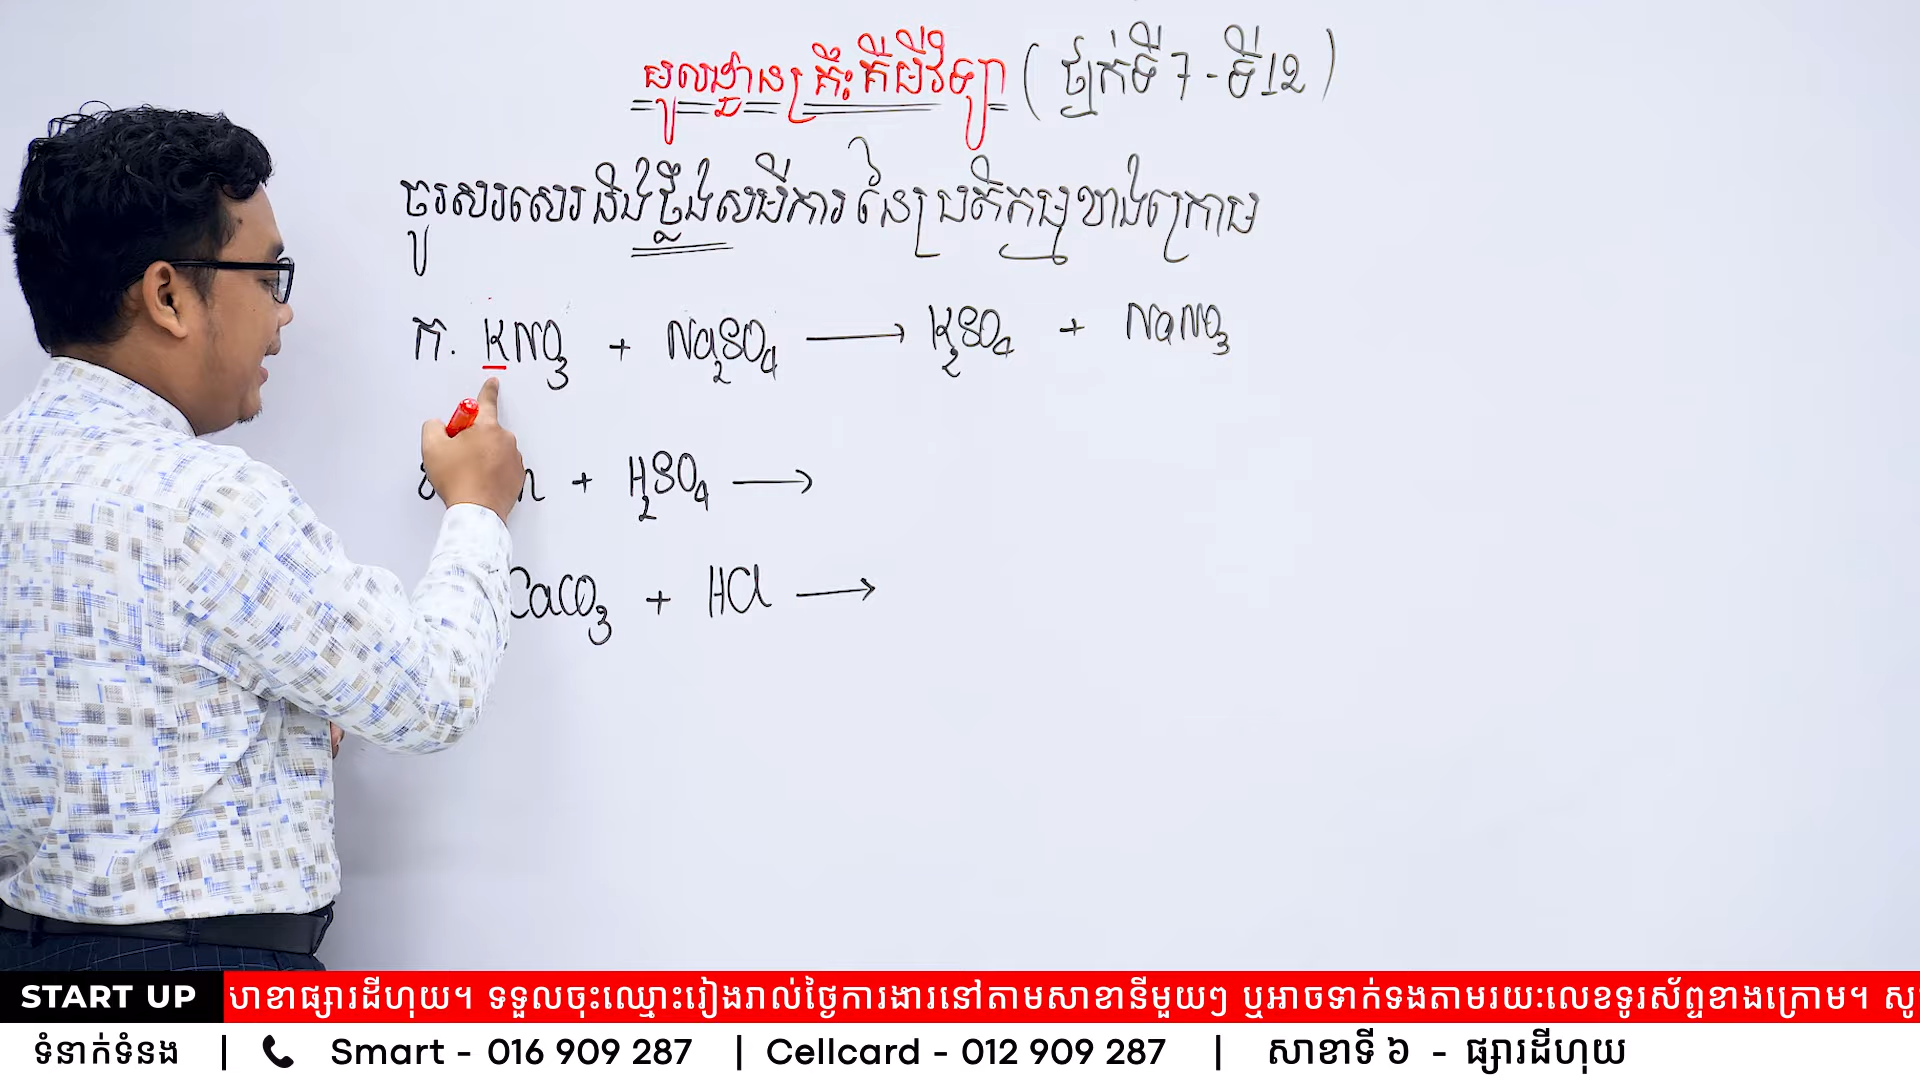 មូលដ្ឋានគ្រឹះគីមីវិទ្យា (ថ្នាក់ទី 7 - ទី 12)
ចូរសរសេរនិងថ្លឹងសមីការនៃប្រតិកម្មខាងក្រោម
ក. KNO₃ + Na₂SO₄ ⟶ K₂SO₄ + NaNO₃
+ H₂SO₄ ⟶
CaCO₃ + HCl ⟶
START UP ហខាផ្សារដីហុយ។ ទទួលចុះឈ្មោះរៀងរាល់ថ្ងៃការងារនៅតាមសាខានីមួយៗ ឬអាចទាក់ទងតាមរយៈលេខទូរស័ព្ទខាងក្រោម។ សូ
ទំនាក់ទំនង | Smart - 016 909 287 | Cellcard - 012 909 287 | សាខាទី ៦ - ផ្សារដីហុយ